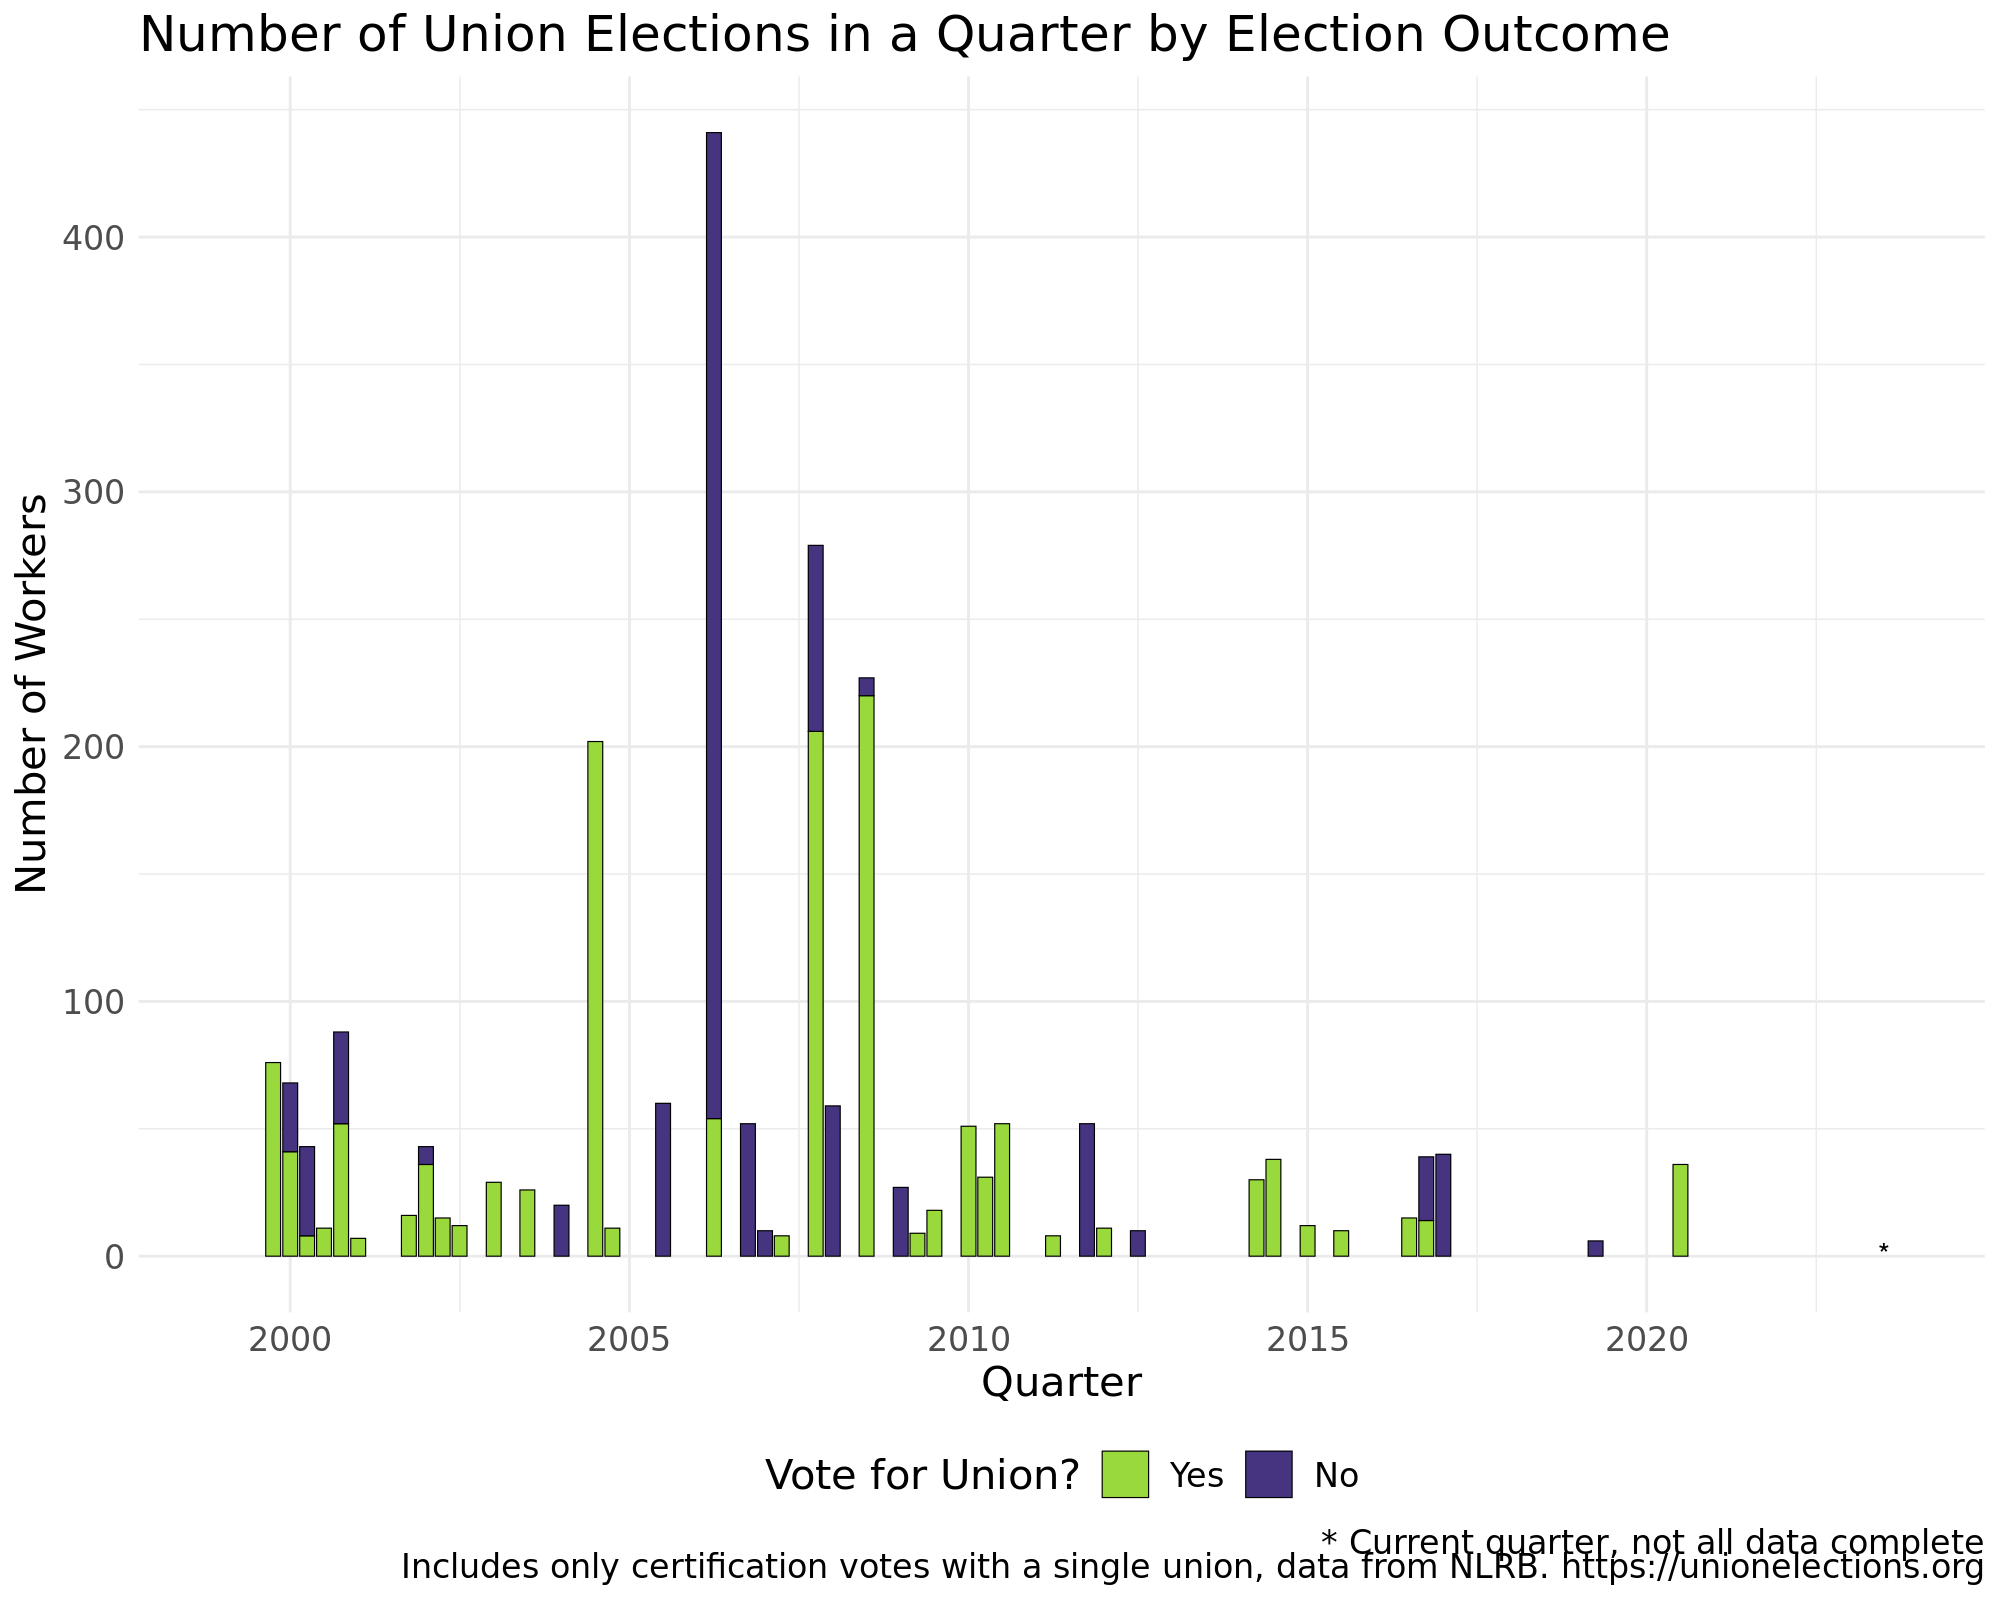 Number of Union Elections in a Quarter by Election Outcome
Number of Workers
400
300
200
100
0
*
2000 2005 2010 2015 2020
Quarter
Vote for Union? Yes No
* Current quarter, not all data complete
Includes only certification votes with a single union, data from NLRB. https://unionelections.org